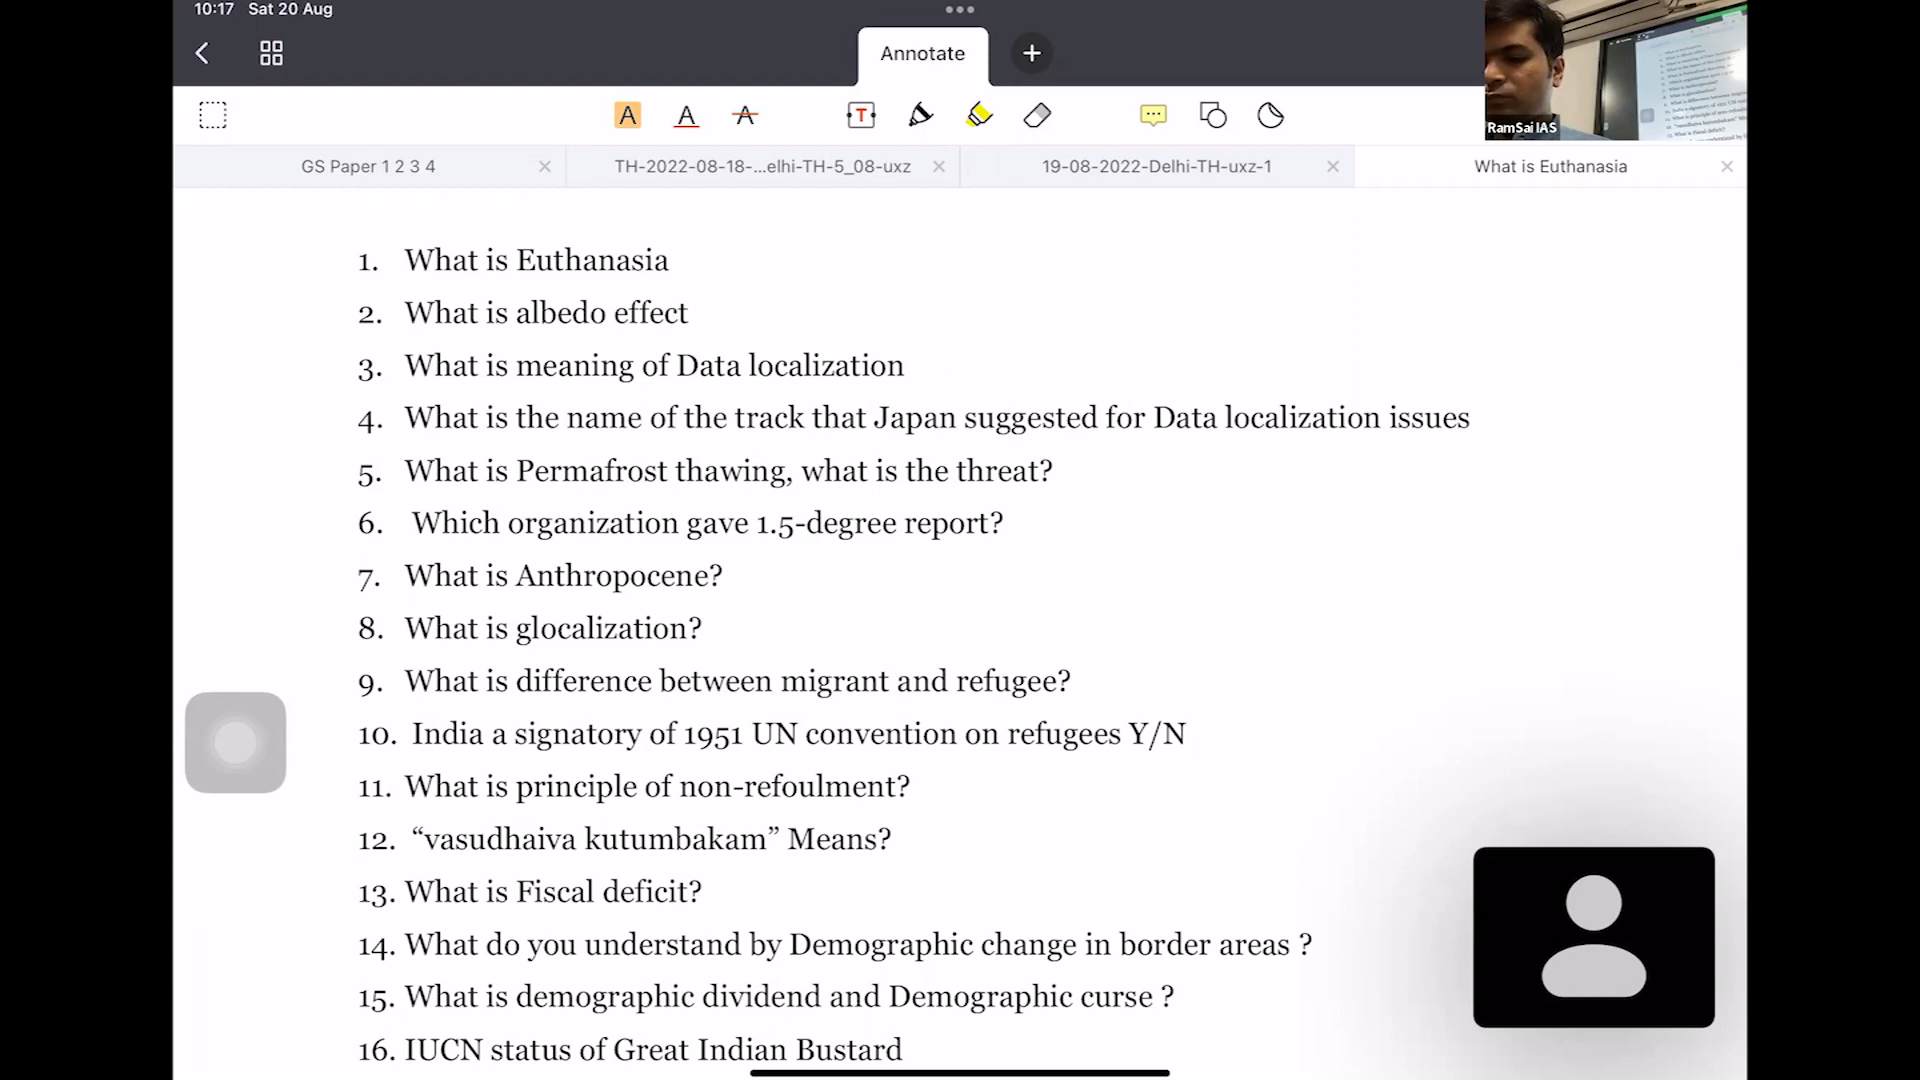 10:17 Sat 20 Aug
Annotate
A A A T
RamSai IAS
GS Paper 1 2 3 4
TH-2022-08-18-...elhi-TH-5_08-uxz
19-08-2022-Delhi-TH-uxz-1
What is Euthanasia
1. What is Euthanasia
2. What is albedo effect
3. What is meaning of Data localization
4. What is the name of the track that Japan suggested for Data localization issues
5. What is Permafrost thawing, what is the threat?
6. Which organization gave 1.5-degree report?
7. What is Anthropocene?
8. What is glocalization?
9. What is difference between migrant and refugee?
10. India a signatory of 1951 UN convention on refugees Y/N
11. What is principle of non-refoulment?
12. “vasudhaiva kutumbakam” Means?
13. What is Fiscal deficit?
14. What do you understand by Demographic change in border areas ?
15. What is demographic dividend and Demographic curse ?
16. IUCN status of Great Indian Bustard